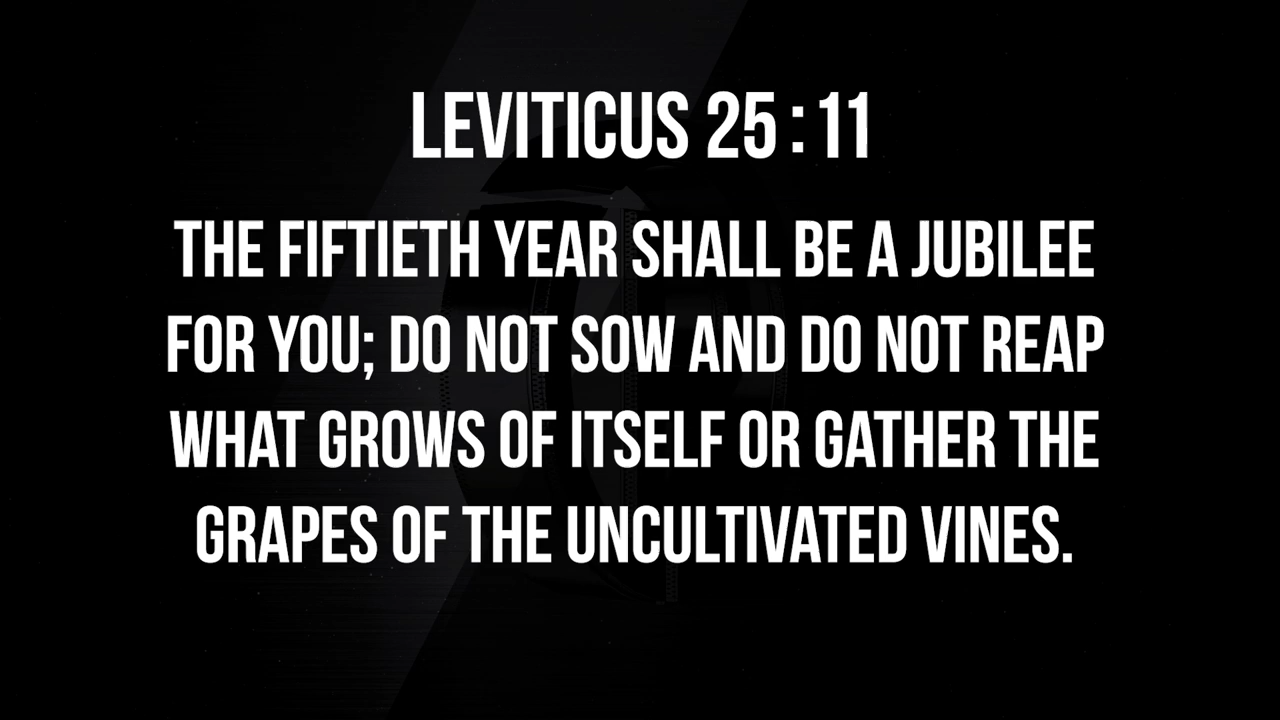 LEVITICUS 25:11
THE FIFTIETH YEAR SHALL BE A JUBILEE
FOR YOU; DO NOT SOW AND DO NOT REAP
WHAT GROWS OF ITSELF OR GATHER THE
GRAPES OF THE UNCULTIVATED VINES.